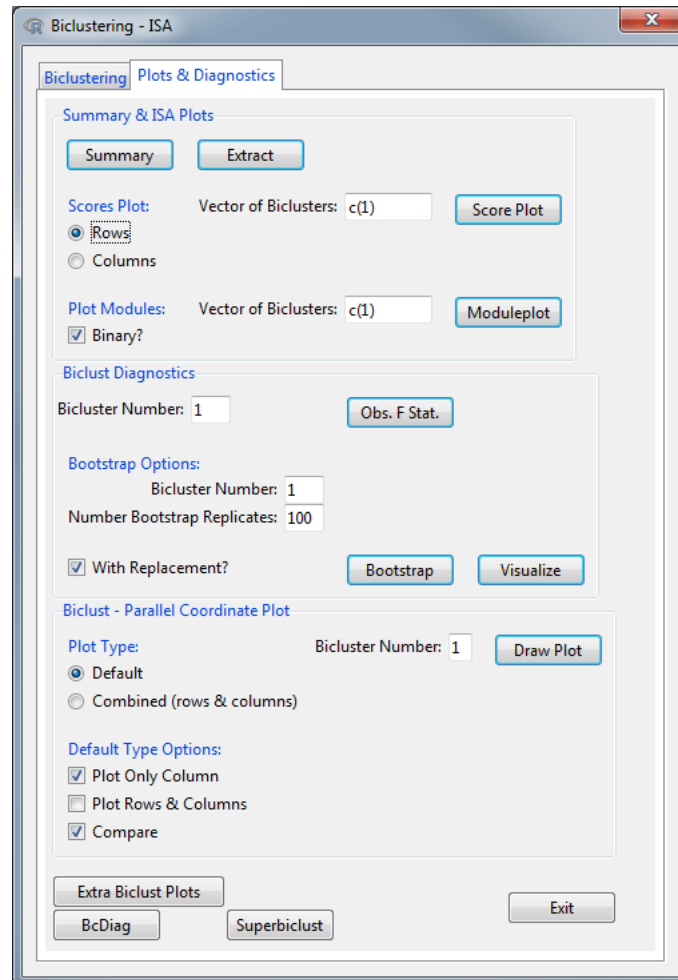 Biclustering - ISA
Biclustering Plots & Diagnostics
Summary & ISA Plots
Summary Extract
Scores Plot: Vector of Biclusters: c(1) Score Plot
Rows
Columns
Plot Modules: Vector of Biclusters: c(1) Moduleplot
Binary?
Biclust Diagnostics
Bicluster Number: 1 Obs. F Stat.
Bootstrap Options:
Bicluster Number: 1
Number Bootstrap Replicates: 100
With Replacement? Bootstrap Visualize
Biclust - Parallel Coordinate Plot
Plot Type: Bicluster Number: 1 Draw Plot
Default
Combined (rows & columns)
Default Type Options:
Plot Only Column
Plot Rows & Columns
Compare
Extra Biclust Plots
Exit
BcDiag Superbiclust